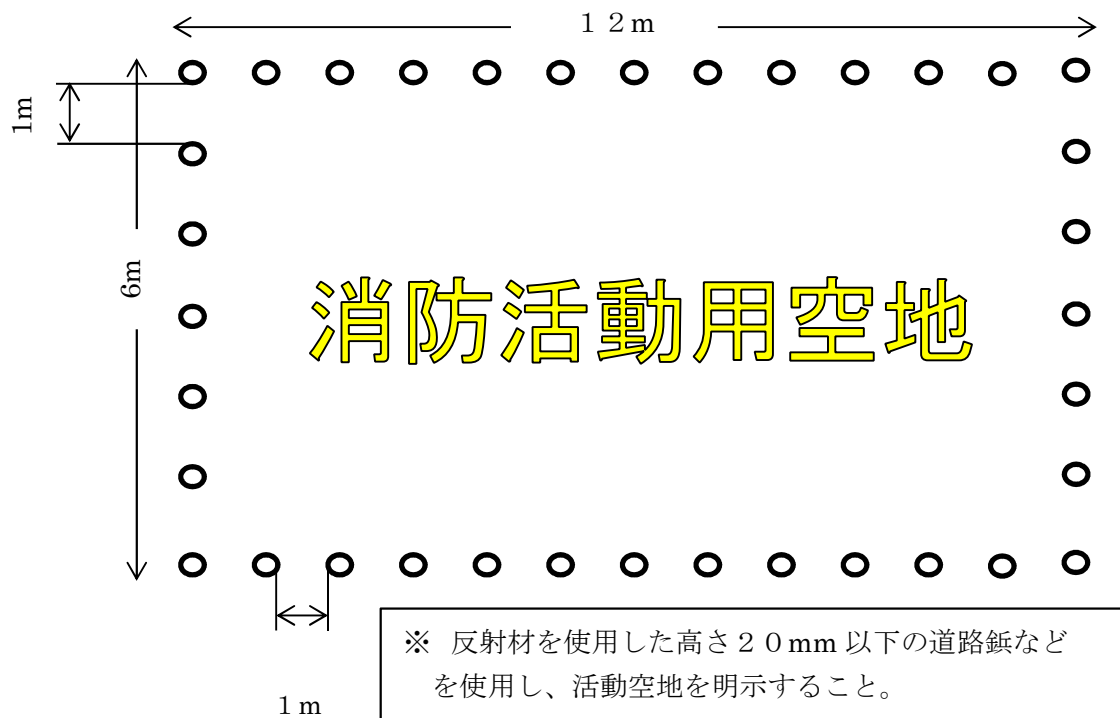 １２m
1m
6m
消防活動用空地
※ 反射材を使用した高さ２０mm 以下の道路鋲など
を使用し、活動空地を明示すること。
１m